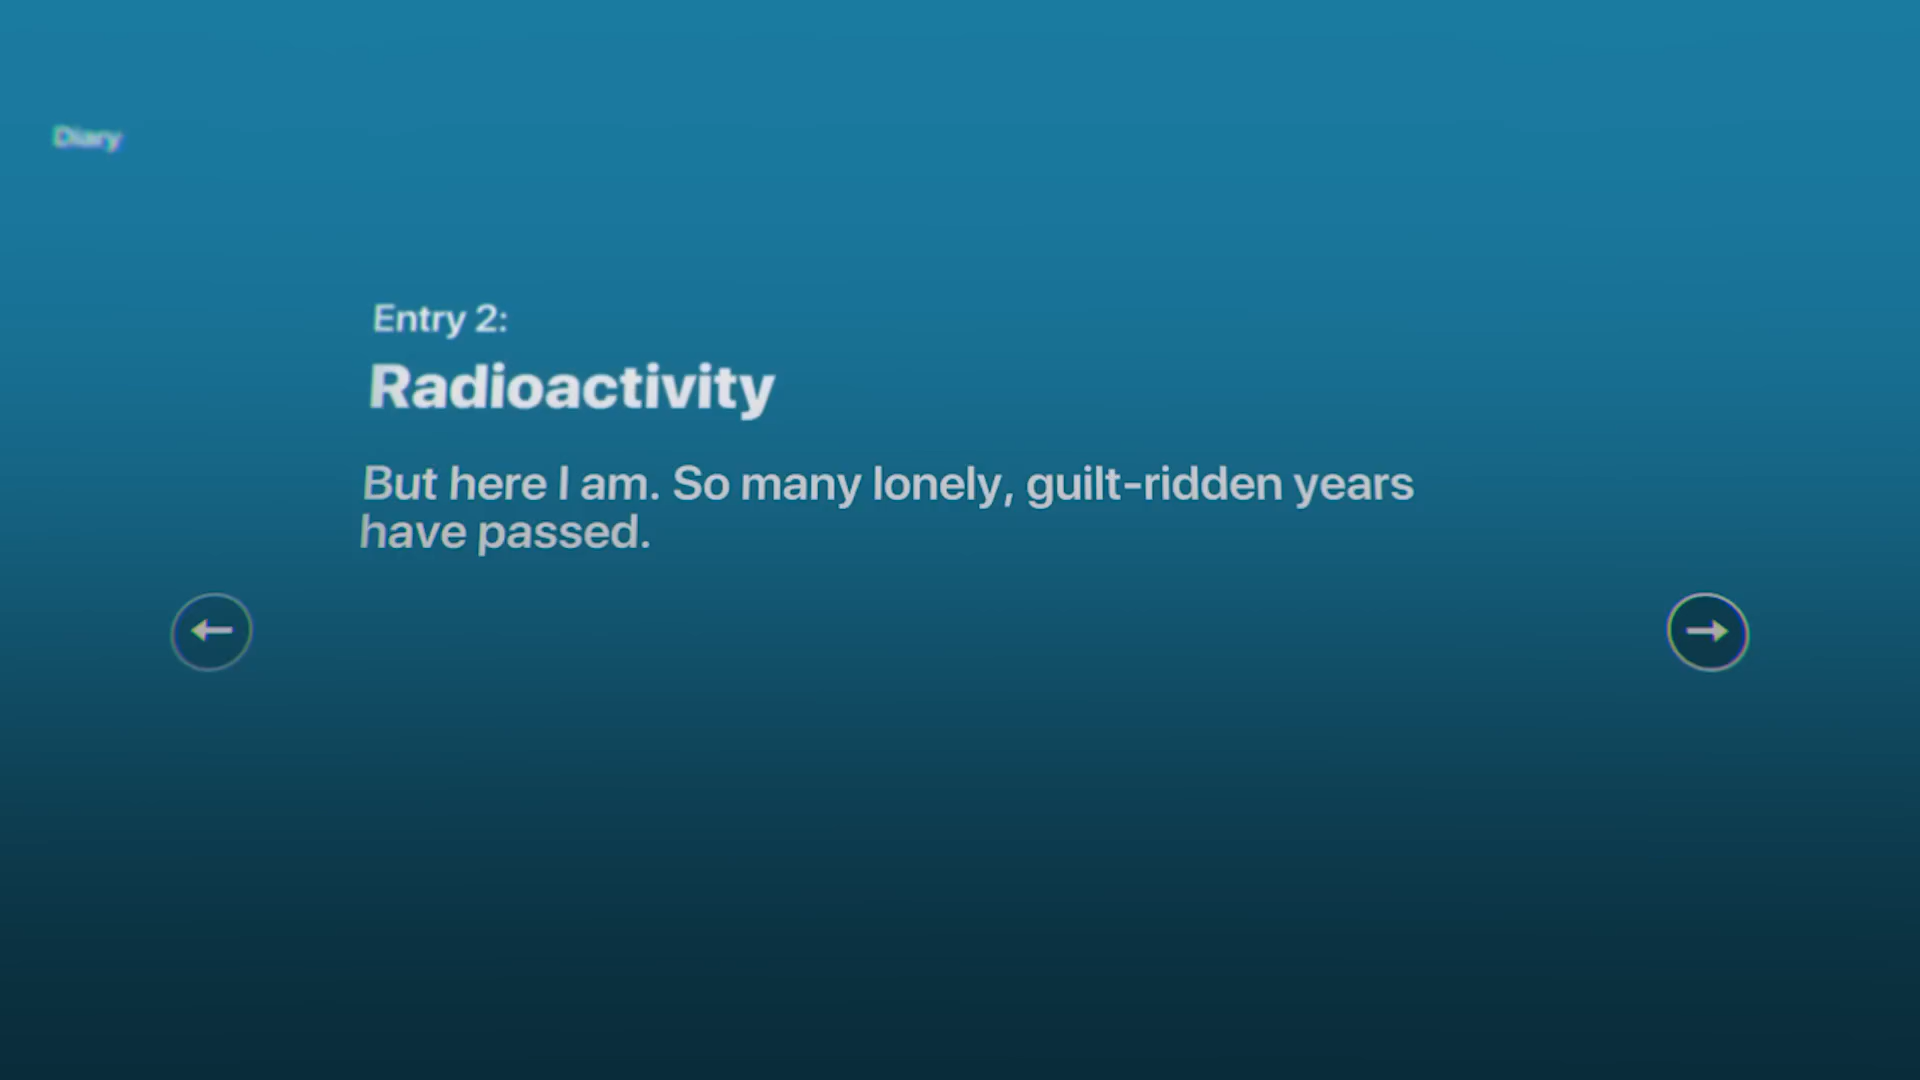 Diary
Entry 2:
Radioactivity
But here I am. So many lonely, guilt-ridden years
have passed.